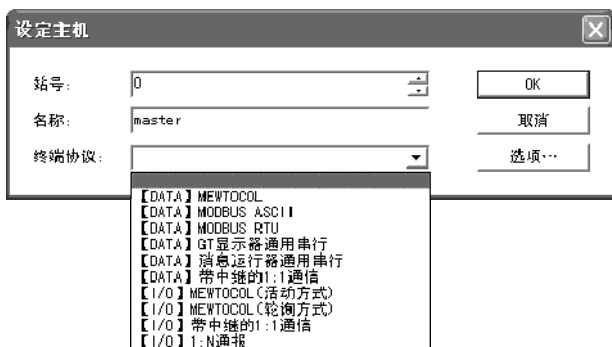 设定主机
站号: 0 OK
名称: master 取消
终端协议: 选项…
【DATA】MEWTOCOL
【DATA】MODBUS ASCII
【DATA】MODBUS RTU
【DATA】GT显示器通用串行
【DATA】消息运行器通用串行
【DATA】带中继的1:1通信
【I/O】MEWTOCOL(活动方式)
【I/O】MEWTOCOL(轮询方式)
【I/O】带中继的1:1通信
【I/O】1:N通报